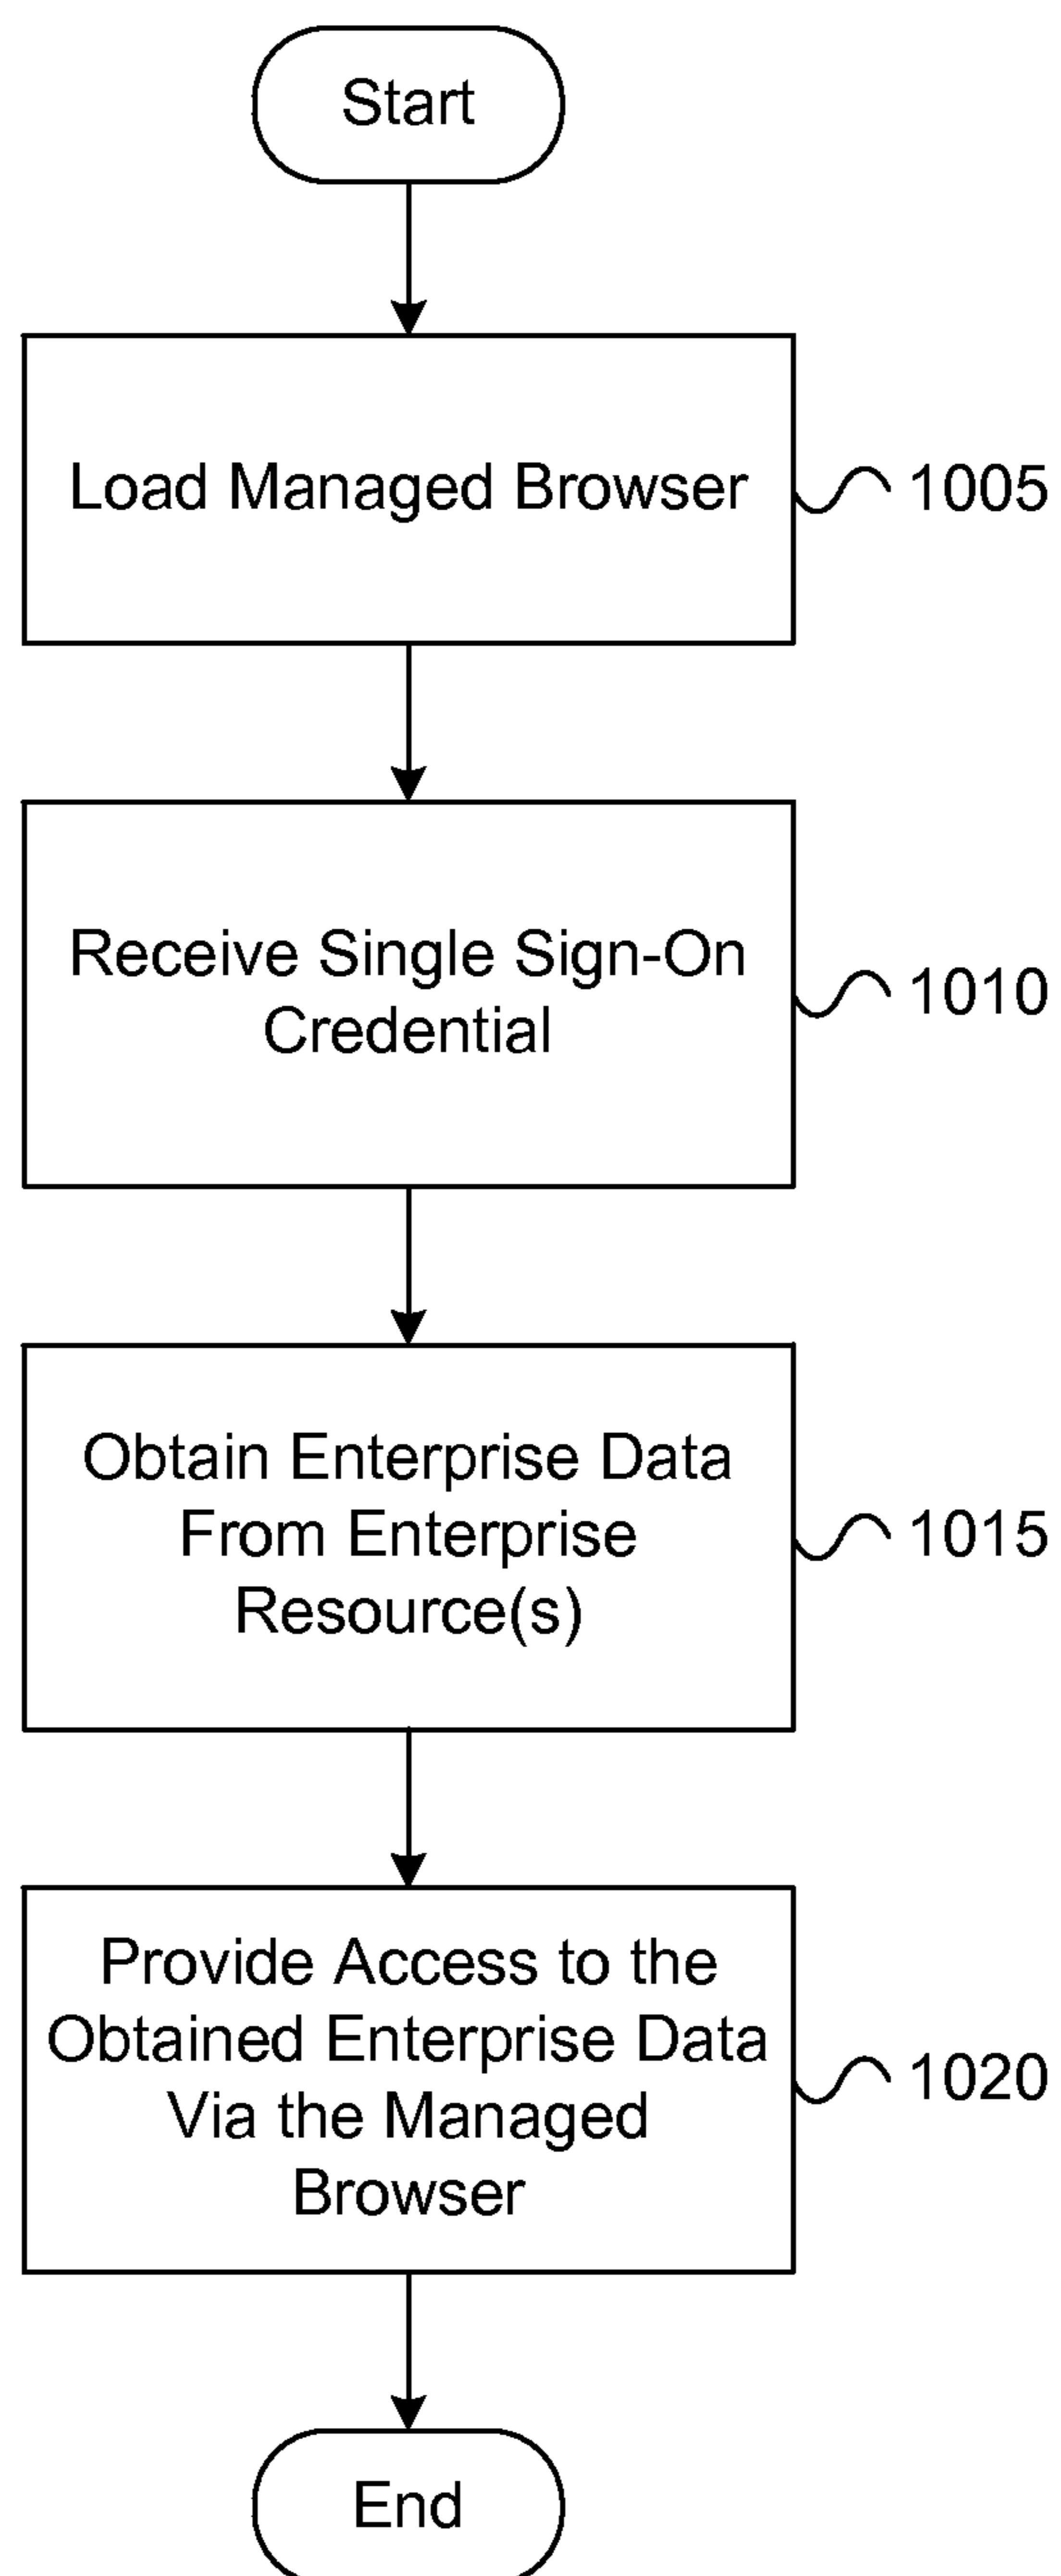 Start
Load Managed Browser
1005
Receive Single Sign-On
Credential
1010
Obtain Enterprise Data
From Enterprise
Resource(s)
1015
Provide Access to the
Obtained Enterprise Data
Via the Managed
Browser
1020
End